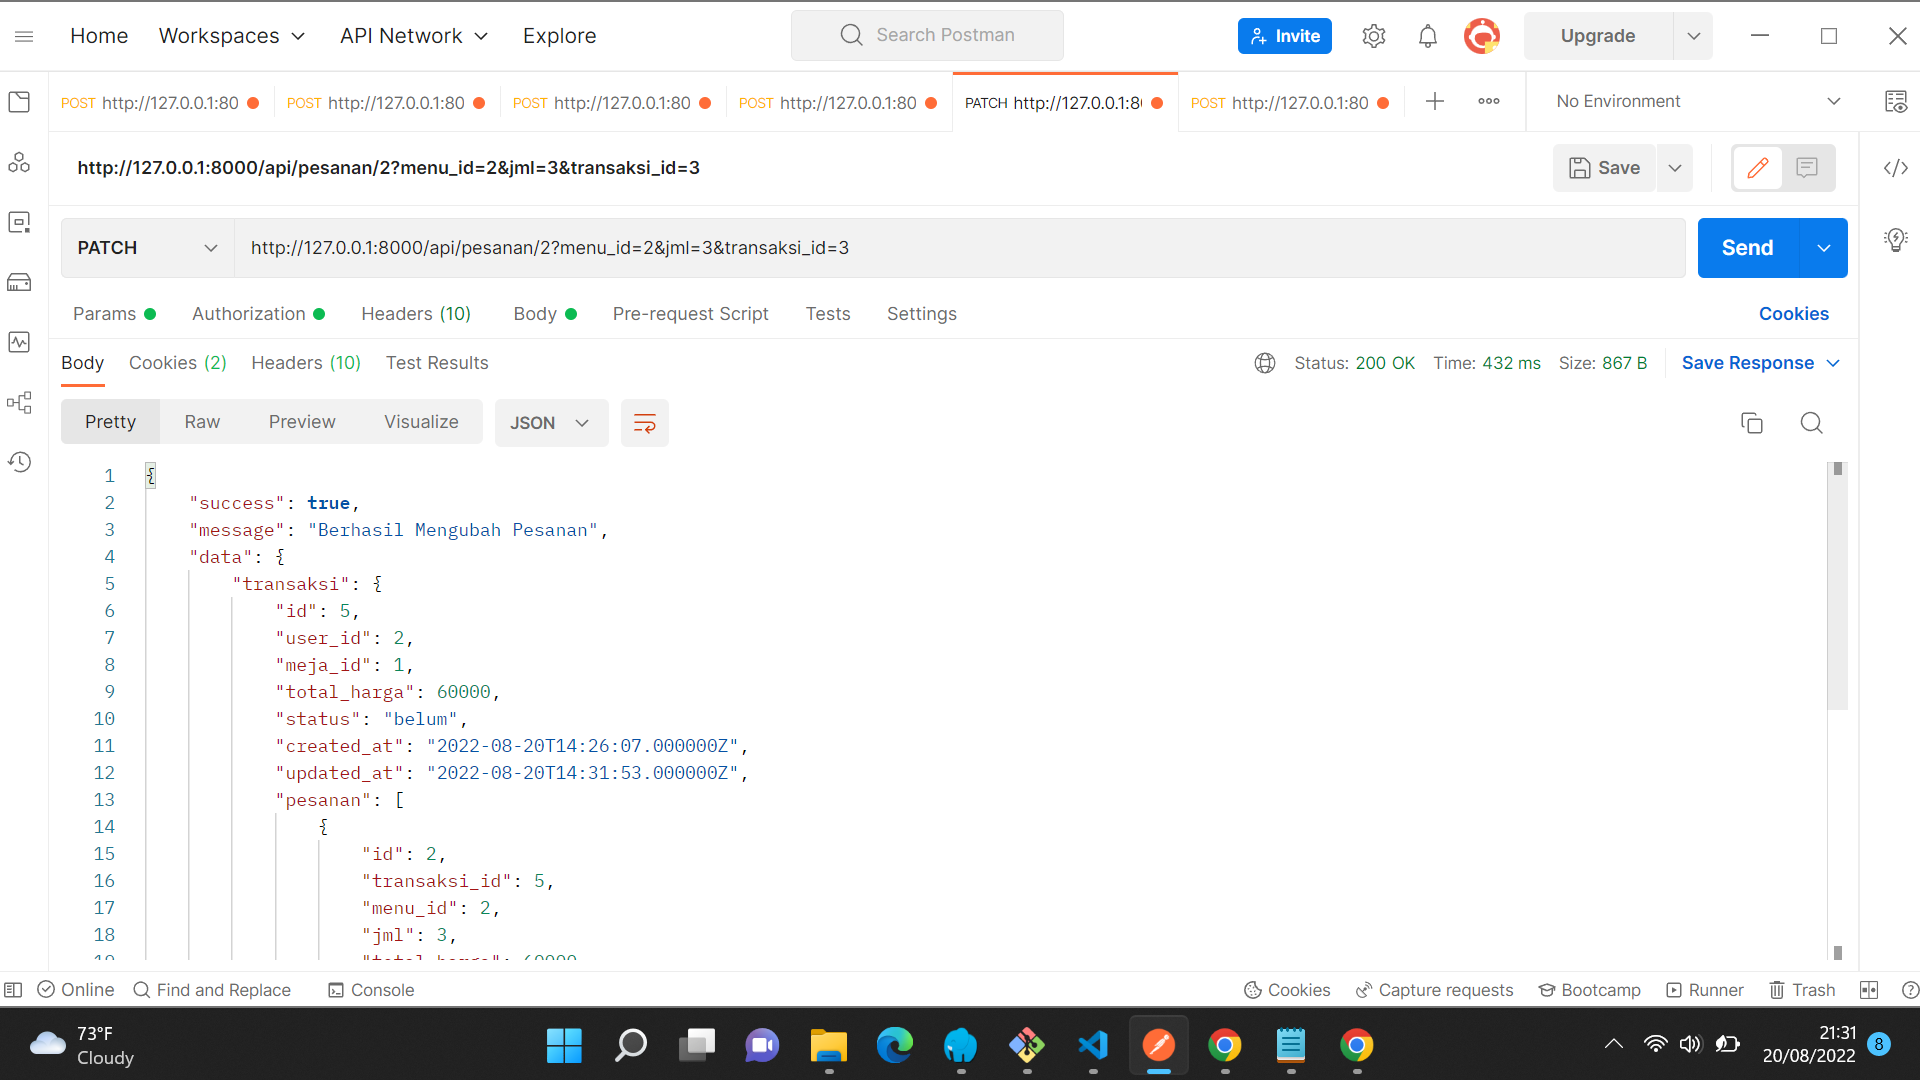 Home Workspaces API Network Explore Search Postman Invite Upgrade
POST http://127.0.0.1:80 POST http://127.0.0.1:80 POST http://127.0.0.1:80 POST http://127.0.0.1:80 PATCH http://127.0.0.1:8 POST http://127.0.0.1:80 No Environment
http://127.0.0.1:8000/api/pesanan/2?menu_id=2&jml=3&transaksi_id=3 Save
PATCH http://127.0.0.1:8000/api/pesanan/2?menu_id=2&jml=3&transaksi_id=3 Send
Params Authorization Headers (10) Body Pre-request Script Tests Settings Cookies
Body Cookies (2) Headers (10) Test Results Status: 200 OK Time: 432 ms Size: 867 B Save Response
Pretty Raw Preview Visualize JSON
1 {
2 "success": true,
3 "message": "Berhasil Mengubah Pesanan",
4 "data": {
5 "transaksi": {
6 "id": 5,
7 "user_id": 2,
8 "meja_id": 1,
9 "total_harga": 60000,
10 "status": "belum",
11 "created_at": "2022-08-20T14:26:07.000000Z",
12 "updated_at": "2022-08-20T14:31:53.000000Z",
13 "pesanan": [
14 {
15 "id": 2,
16 "transaksi_id": 5,
17 "menu_id": 2,
18 "jml": 3,
19 "total_harga": 60000
Online Find and Replace Console Cookies Capture requests Bootcamp Runner Trash
73°F
Cloudy
21:31
20/08/2022
8